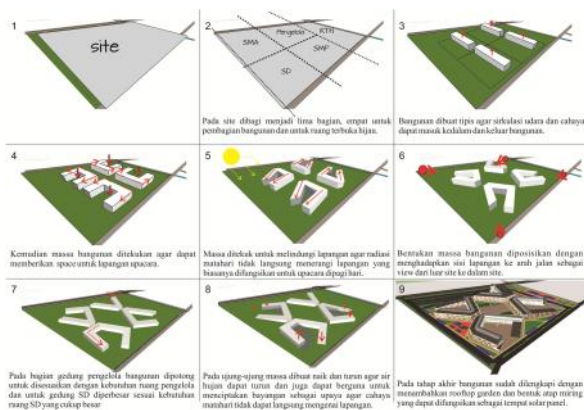 1
site
2
Pengelola
RTH
SMA
SMP
SD
Pada site dibagi menjadi lima bagian, empat untuk
pembagian bangunan dan untuk ruang terbuka hijau.
3
Bangunan dibuat tipis agar sirkulasi udara dan cahaya
dapat masuk kedalam dan keluar bangunan.
4
Kemudian massa bangunan ditekukan agar dapat
memberikan space untuk lapangan upacara.
5
Massa ditekak untuk melindungi lapangan agar radiasi
matahari tidak langsung menerangi lapangan yang
biasanya difungsikan untuk upacara dipagi hari.
6
Bentukan massa bangunan diposisikan dengan
menghadapkan sisi lapangan ke arah jalan sebagai
view dari luar site ke dalam site.
7
Pada bagian gedung pengelola bangunan dipotong
untuk disesuaikan dengan kebutuhan ruang pengelola
dan untuk gedung SD diperbesar sesuai kebutuhan
ruang SD yang cukup besar
8
Pada ujung-ujung massa dibuat naik dan turun agar air
hujan dapat turun dan juga dapat berguna untuk
menciptakan bayangan sebagai upaya agar cahaya
matahari tidak dapat langsung mengenai lapangan.
9
Pada tahap akhir bangunan sudah dilengkapi dengan
menambahkan rooftop garden dan bentuk atap miring
yang dapat difungsikan sebagai tempat solar panel.